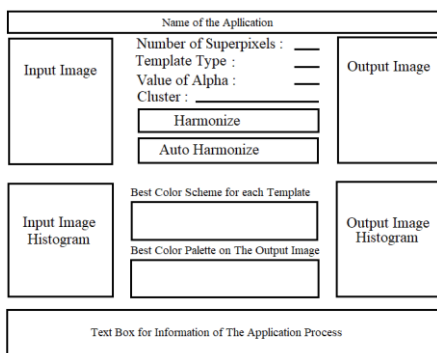 Name of the Apllication
Input Image
Number of Superpixels :
Template Type :
Value of Alpha :
Cluster :
Harmonize
Auto Harmonize
Output Image
Input Image
Histogram
Best Color Scheme for each Template
Best Color Palette on The Output Image
Output Image
Histogram
Text Box for Information of The Application Process